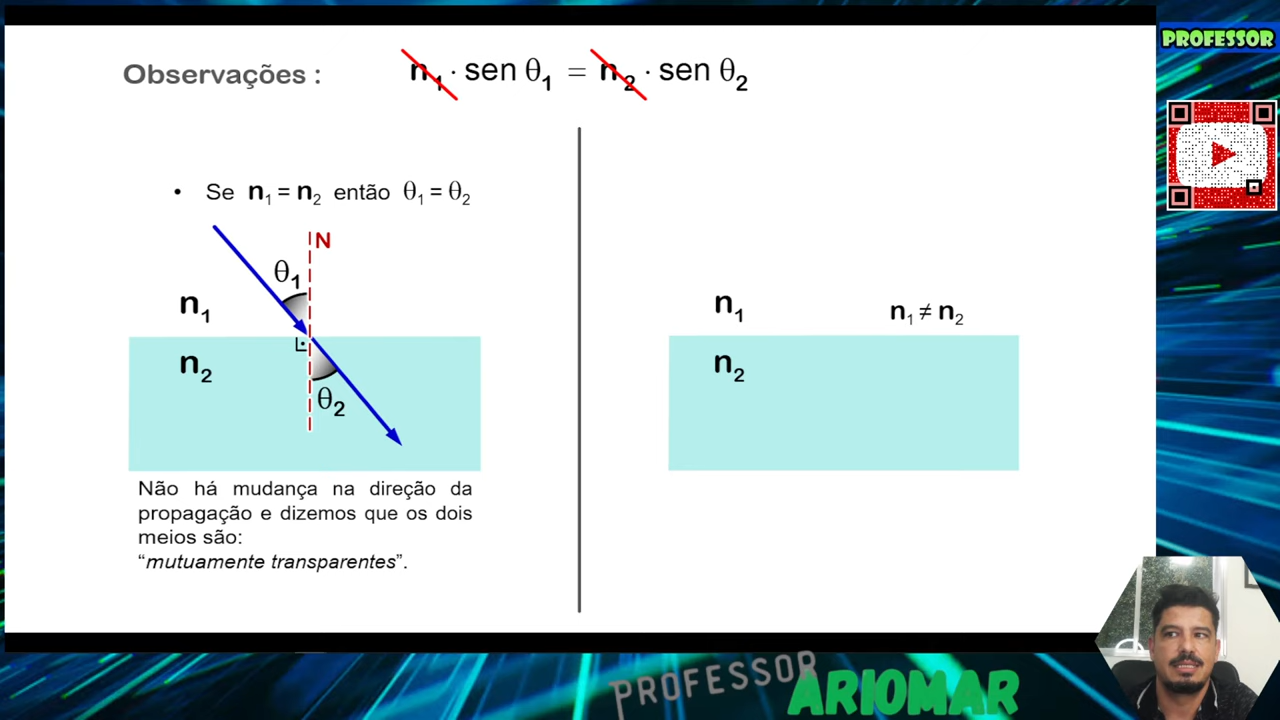 PROFESSOR
Observações :
n1 · sen θ1 = n2 · sen θ2
• Se n1 = n2 então θ1 = θ2
N
θ1
n1
n2
θ2
Não há mudança na direção da
propagação e dizemos que os dois
meios são:
“mutuamente transparentes”.
n1
n1 ≠ n2
n2
PROFESSOR
ARIOMAR